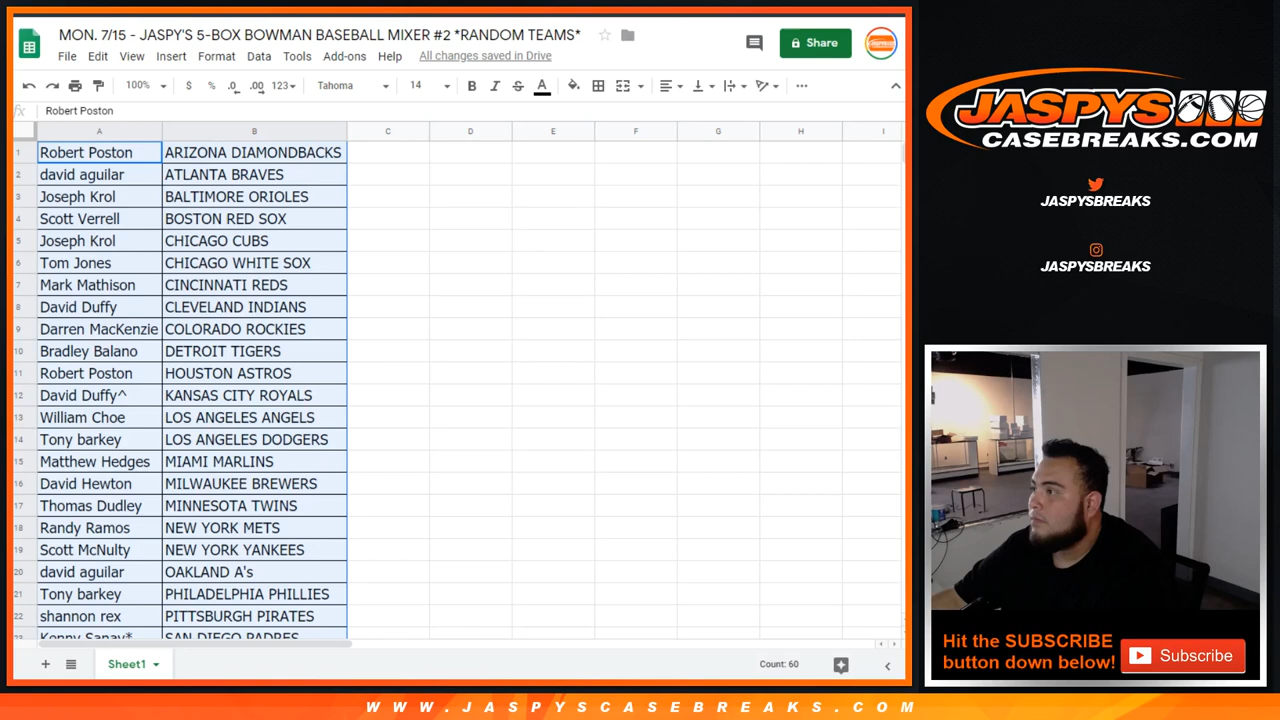 MON. 7/15 - JASPY'S 5-BOX BOWMAN BASEBALL MIXER #2 *RANDOM TEAMS*
File Edit View Insert Format Data Tools Add-ons Help All changes saved in Drive
Share
100% $ % .0 .00 123 Tahoma 14 B I S A
fx Robert Poston
A B C D E F G H I
1 Robert Poston ARIZONA DIAMONDBACKS
2 david aguilar ATLANTA BRAVES
3 Joseph Krol BALTIMORE ORIOLES
4 Scott Verrell BOSTON RED SOX
5 Joseph Krol CHICAGO CUBS
6 Tom Jones CHICAGO WHITE SOX
7 Mark Mathison CINCINNATI REDS
8 David Duffy CLEVELAND INDIANS
9 Darren MacKenzie COLORADO ROCKIES
10 Bradley Balano DETROIT TIGERS
11 Robert Poston HOUSTON ASTROS
12 David Duffy^ KANSAS CITY ROYALS
13 William Choe LOS ANGELES ANGELS
14 Tony barkey LOS ANGELES DODGERS
15 Matthew Hedges MIAMI MARLINS
16 David Hewton MILWAUKEE BREWERS
17 Thomas Dudley MINNESOTA TWINS
18 Randy Ramos NEW YORK METS
19 Scott McNulty NEW YORK YANKEES
20 david aguilar OAKLAND A's
21 Tony barkey PHILADELPHIA PHILLIES
22 shannon rex PITTSBURGH PIRATES
23 Kenny Sanay* SAN DIEGO PADRES
Sheet1
Count: 60
JASPYS
CASEBREAKS.COM
JASPYSBREAKS
JASPYSBREAKS
Hit the SUBSCRIBE
button down below!
Subscribe
WWW.JASPYSCASEBREAKS.COM